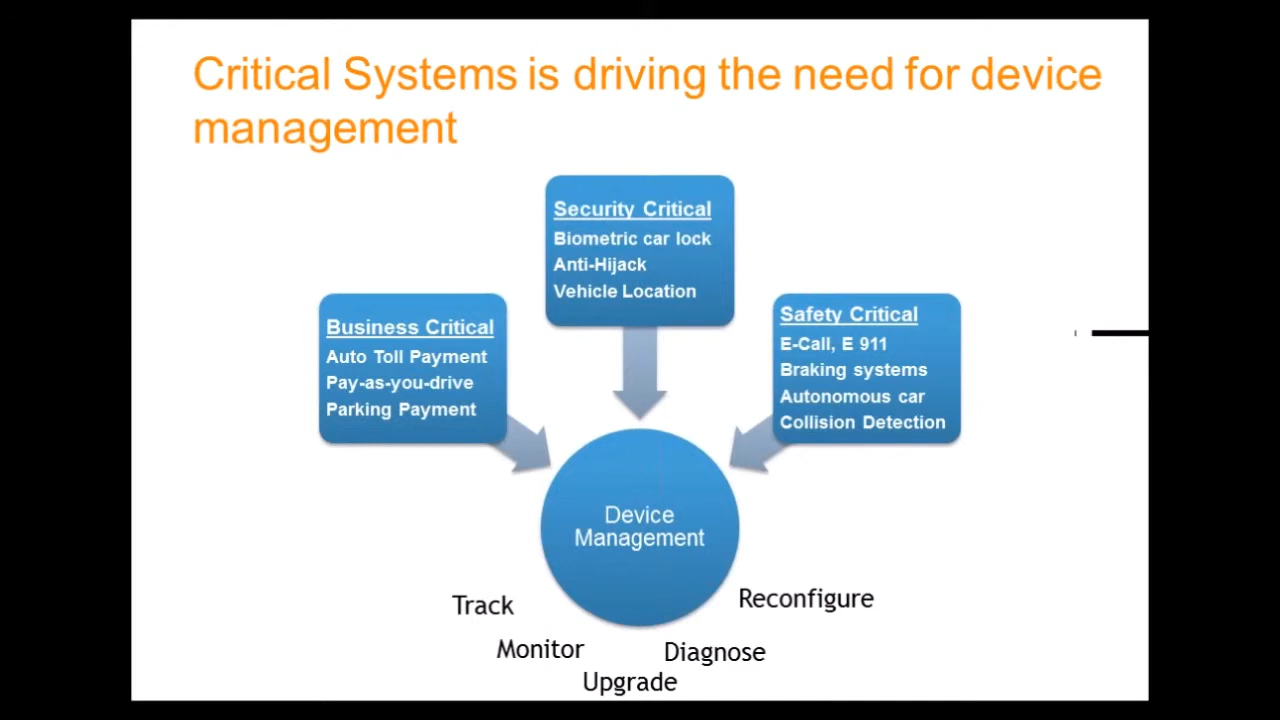 Critical Systems is driving the need for device
management
Security Critical
Biometric car lock
Anti-Hijack
Vehicle Location
Business Critical
Auto Toll Payment
Pay-as-you-drive
Parking Payment
Safety Critical
E-Call, E 911
Braking systems
Autonomous car
Collision Detection
Device
Management
Track
Monitor
Upgrade
Diagnose
Reconfigure